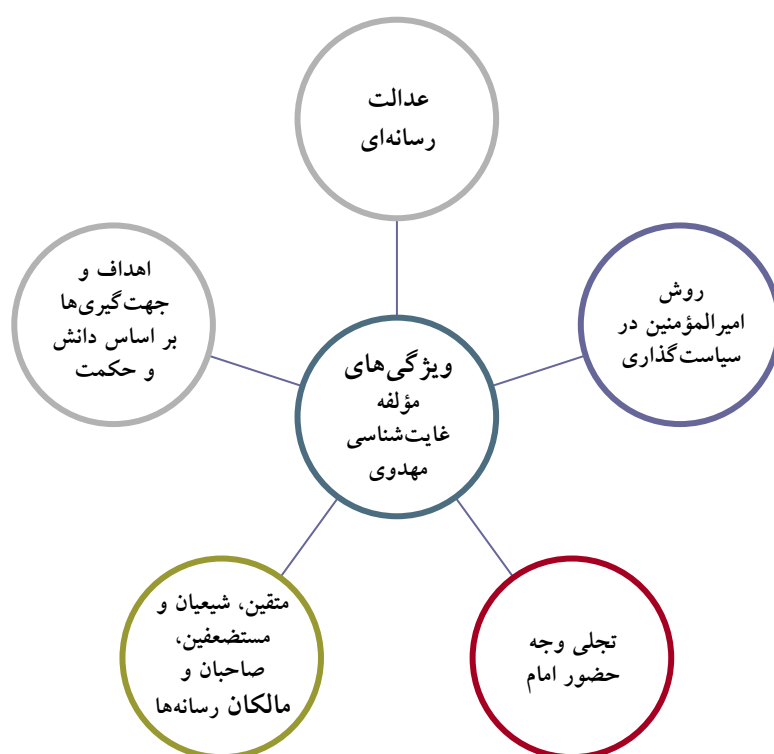 عدالت
رسانه‌ای
روش
امیرالمؤمنین در
سیاست‌گذاری
اهداف و
جهت‌گیری‌ها
بر اساس دانش
و حکمت
ویژگی‌های
مؤلفه
غایت‌شناسی
مهدوی
تجلی وجه
حضور امام
متقین، شیعیان و
مستضعفین،
صاحبان و
مالکان رسانه‌ها